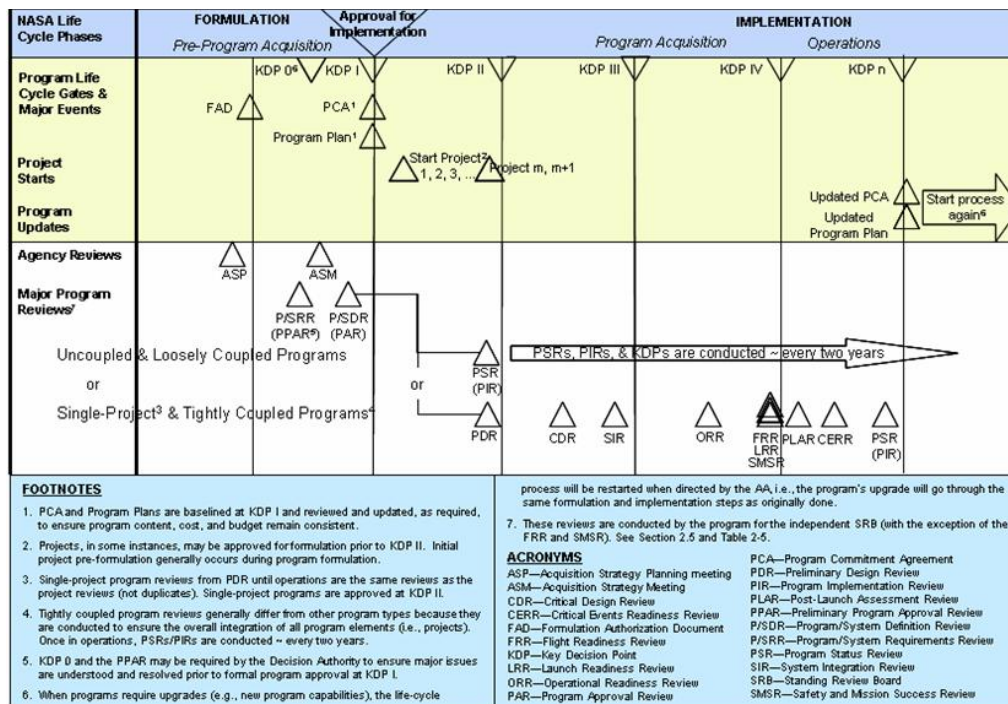 NASA Life
Cycle Phases
FORMULATION
Pre-Program Acquisition
Approval for
Implementation
IMPLEMENTATION
Program Acquisition
Operations
Program Life
Cycle Gates &
Major Events
KDP 0⁶
KDP I
KDP II
KDP III
KDP IV
KDP n
FAD
PCA¹
Program Plan¹
Project
Starts
Start Project²
1, 2, 3, ...
Project m, m+1
Program
Updates
Updated PCA
Updated
Program Plan
Start process
again⁶
Agency Reviews
ASP
ASM
Major Program
Reviews⁷
P/SRR
(PPAR⁵)
P/SDR
(PAR)
Uncoupled & Loosely Coupled Programs
or
Single-Project³ & Tightly Coupled Programs⁴
or
PSR
(PIR)
PSRs, PIRs, & KDPs are conducted ~ every two years
PDR
CDR
SIR
ORR
FRR
LRR
SMSR
PLAR
CERR
PSR
(PIR)
FOOTNOTES
1. PCA and Program Plans are baselined at KDP I and reviewed and updated, as required,
to ensure program content, cost, and budget remain consistent.
2. Projects, in some instances, may be approved for formulation prior to KDP II. Initial
project pre-formulation generally occurs during program formulation.
3. Single-project program reviews from PDR until operations are the same reviews as the
project reviews (not duplicates). Single-project programs are approved at KDP II.
4. Tightly coupled program reviews generally differ from other program types because they
are conducted to ensure the overall integration of all program elements (i.e., projects).
Once in operations, PSRs/PIRs are conducted ~ every two years.
5. KDP 0 and the PPAR may be required by the Decision Authority to ensure major issues
are understood and resolved prior to formal program approval at KDP I.
6. When programs require upgrades (e.g., new program capabilities), the life-cycle
process will be restarted when directed by the AA, i.e., the program's upgrade will go through the
same formulation and implementation steps as originally done.
7. These reviews are conducted by the program for the independent SRB (with the exception of the
FRR and SMSR). See Section 2.5 and Table 2-5.
ACRONYMS
ASP—Acquisition Strategy Planning meeting
ASM—Acquisition Strategy Meeting
CDR—Critical Design Review
CERR—Critical Events Readiness Review
FAD—Formulation Authorization Document
FRR—Flight Readiness Review
KDP—Key Decision Point
LRR—Launch Readiness Review
ORR—Operational Readiness Review
PAR—Program Approval Review
PCA—Program Commitment Agreement
PDR—Preliminary Design Review
PIR—Program Implementation Review
PLAR—Post-Launch Assessment Review
PPAR—Preliminary Program Approval Review
P/SDR—Program/System Definition Review
P/SRR—Program/System Requirements Review
PSR—Program Status Review
SIR—System Integration Review
SRB—Standing Review Board
SMSR—Safety and Mission Success Review